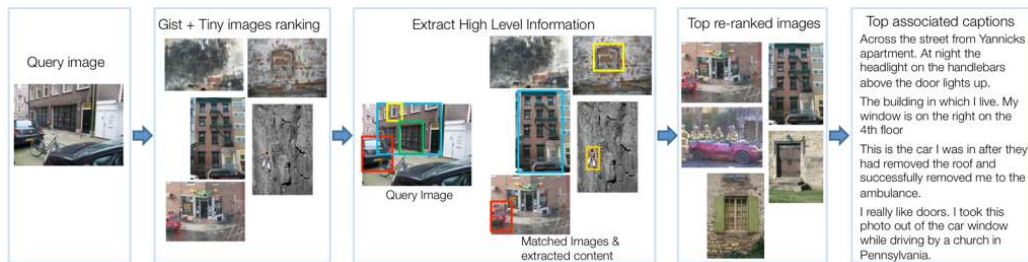 Query image
Gist + Tiny images ranking
Extract High Level Information
Query Image
Matched Images &
extracted content
Top re-ranked images
Top associated captions
Across the street from Yannicks
apartment. At night the
headlight on the handlebars
above the door lights up.
The building in which I live. My
window is on the right on the
4th floor
This is the car I was in after they
had removed the roof and
successfully removed me to the
ambulance.
I really like doors. I took this
photo out of the car window
while driving by a church in
Pennsylvania.